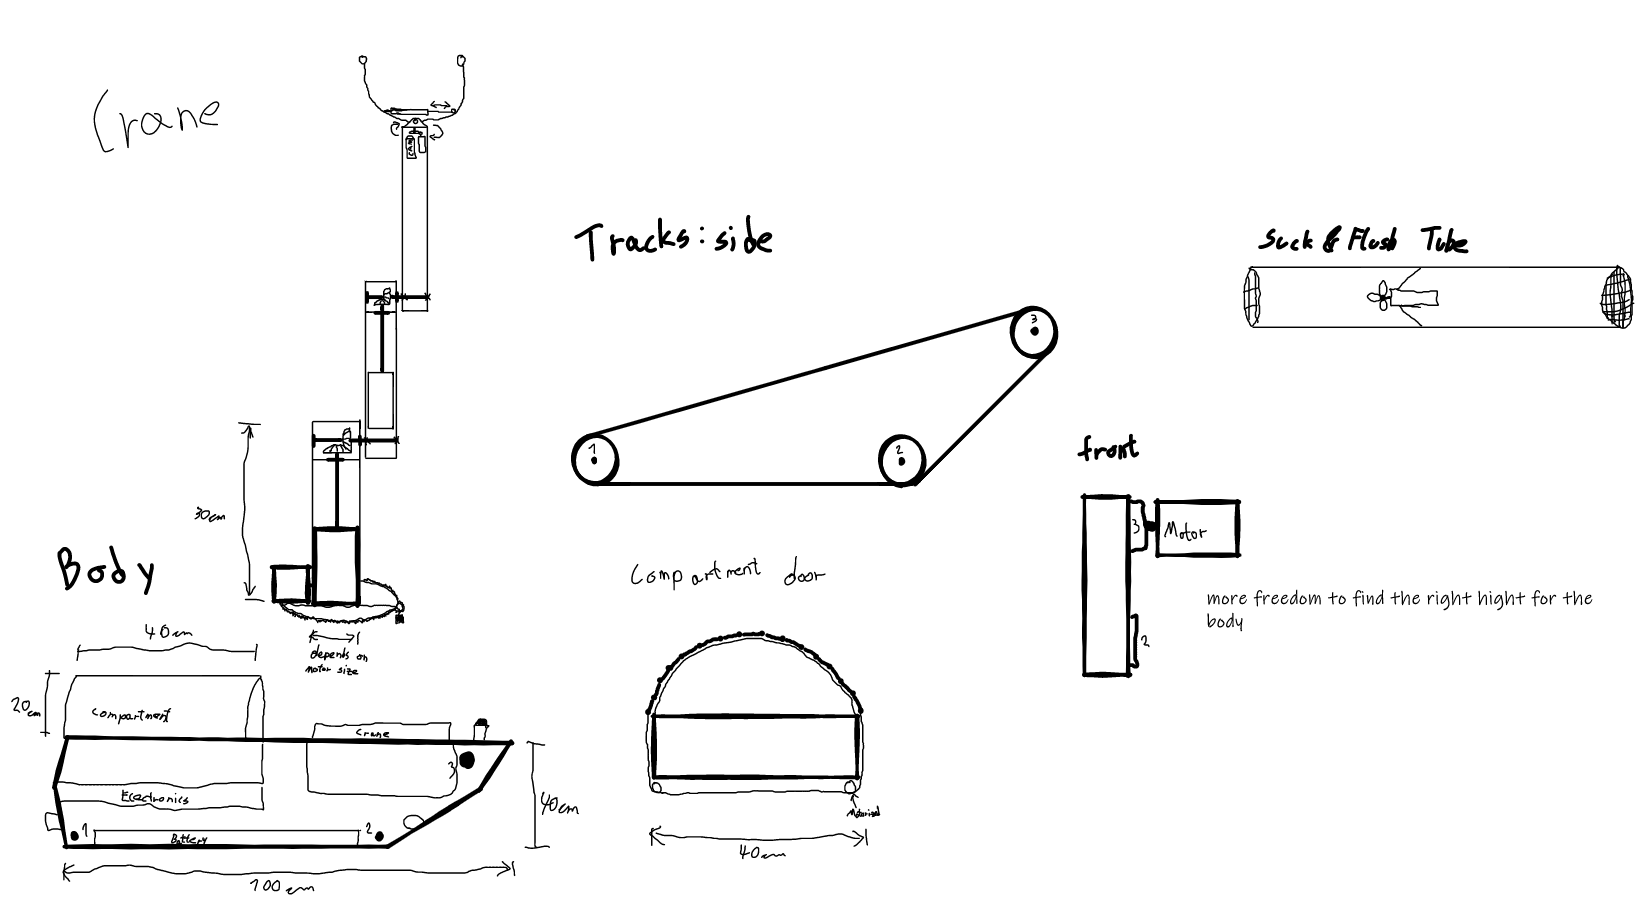 Crane
CAM
Tracks: side
Suck & Flush Tube
3
1
2
front
3
Motor
2
more freedom to find the right hight for the
body
30cm
Body
depends on
motor size
Compartment door
40cm
20cm
Compartment
Crane
3
Electronics
40cm
1
2
Battery
100cm
Motorized
40cm